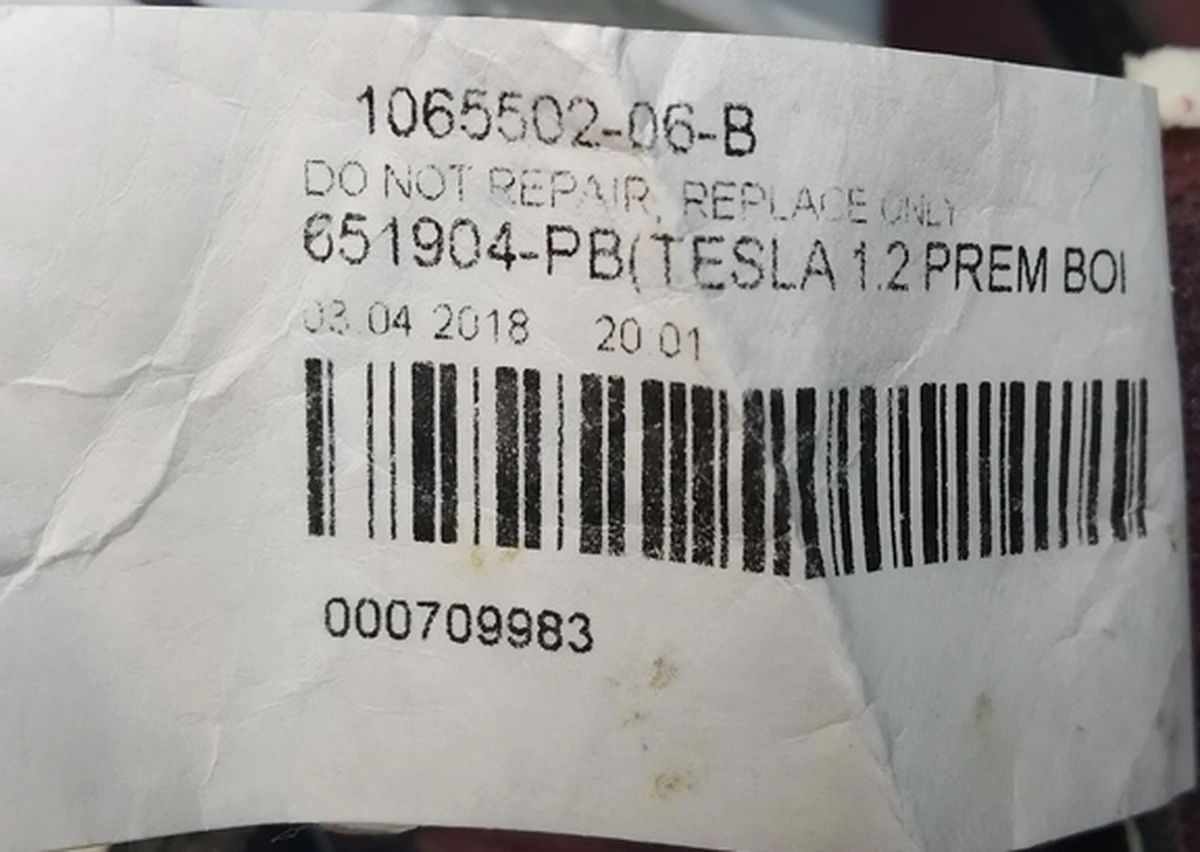 1065502-06-B
DO NOT REPAIR, REPLACE ONLY
651904-PB(TESLA 1.2 PREM BOI
03.04 2018 20:01
000709983